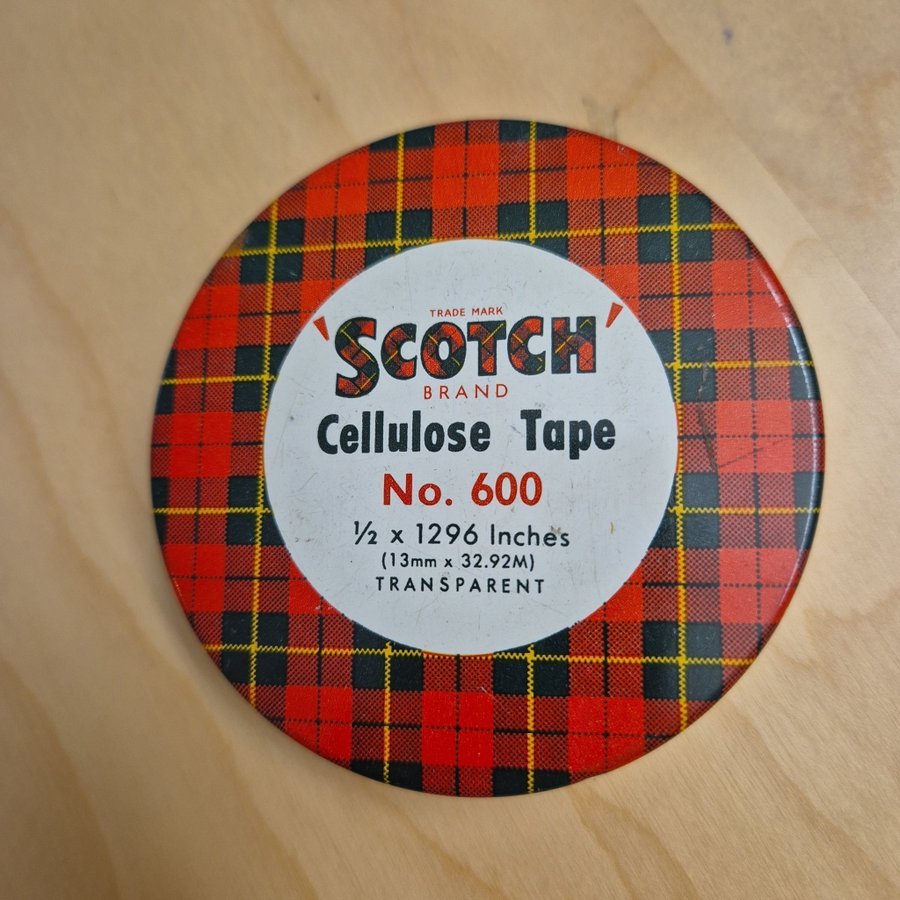 TRADE MARK
'SCOTCH'
BRAND
Cellulose Tape
No. 600
½ x 1296 Inches
(13mm x 32.92M)
TRANSPARENT